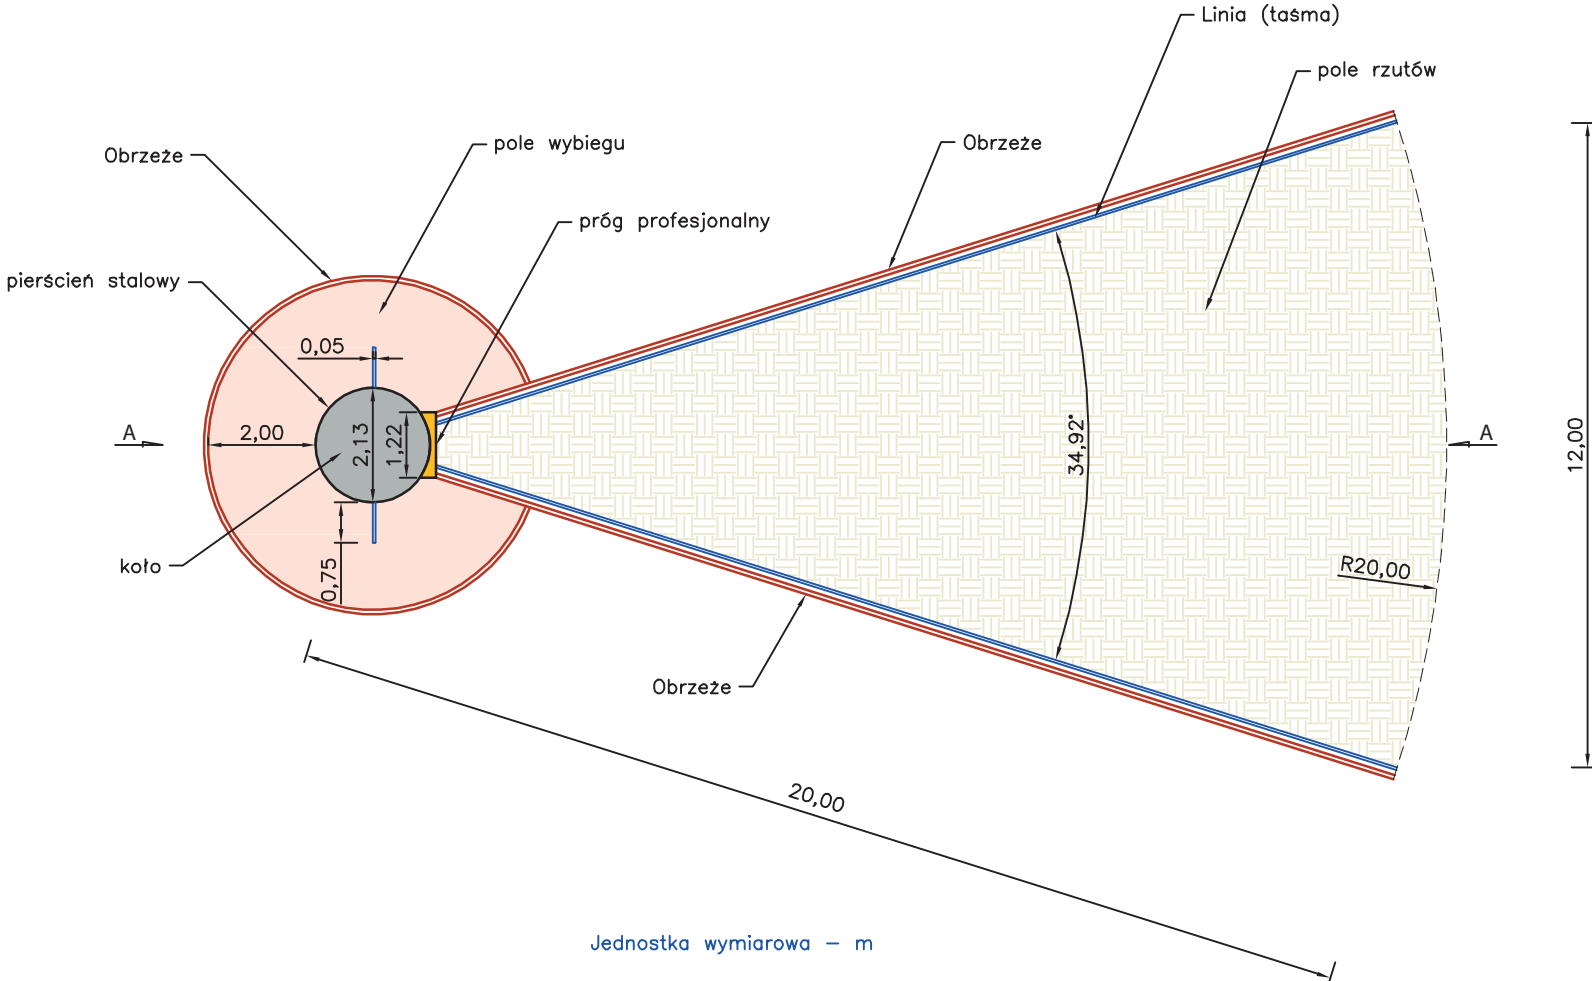 Linia (taśma)
pole rzutów
Obrzeże
pole wybiegu
Obrzeże
próg profesjonalny
pierścień stalowy
0,05
A
2,00
2,13
1,22
34,92°
A
12,00
koło
0,75
R20,00
Obrzeże
20,00
Jednostka wymiarowa – m